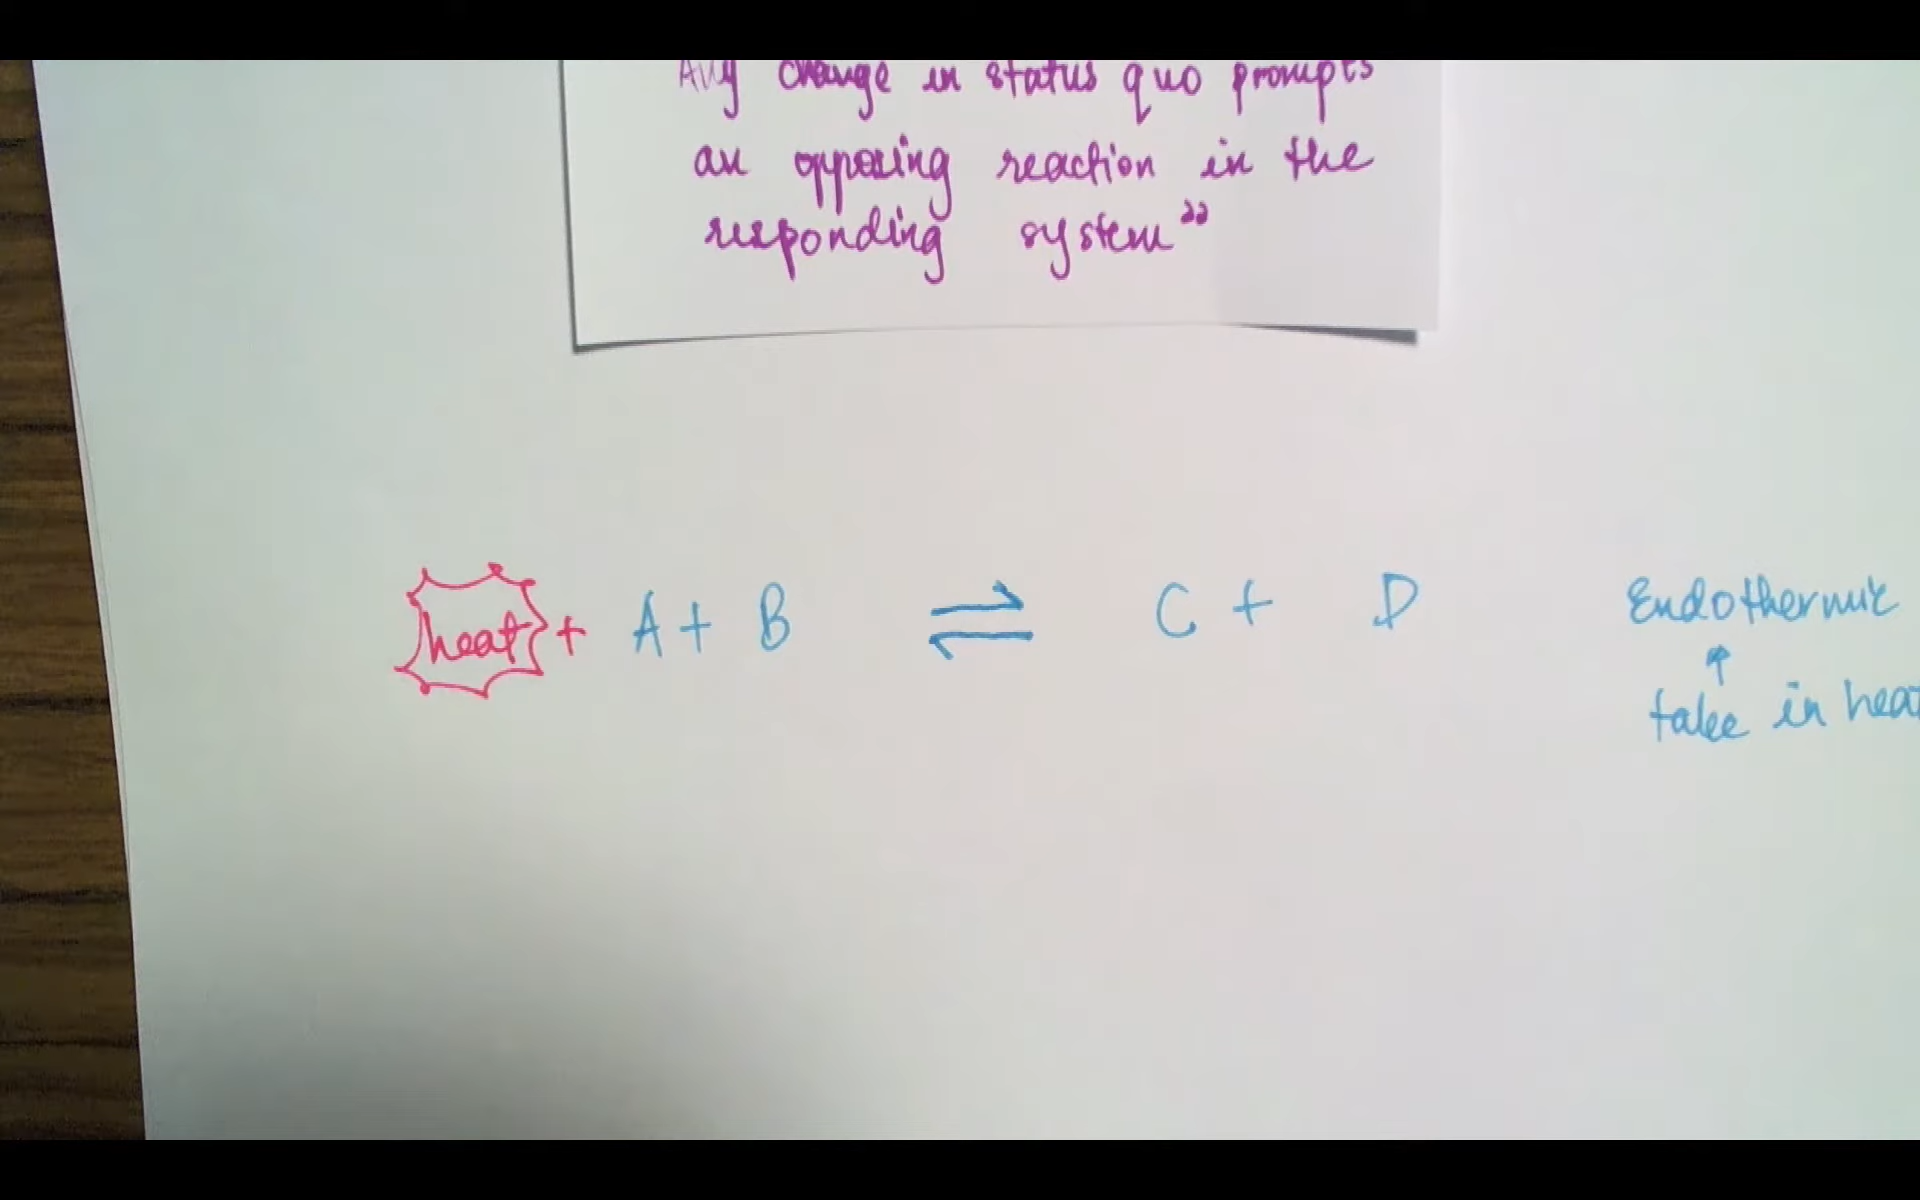 Any change in status quo prompts
an opposing reaction in the
responding system"
heat + A + B ⇌ C + D
Endothermic
↑
take in heat